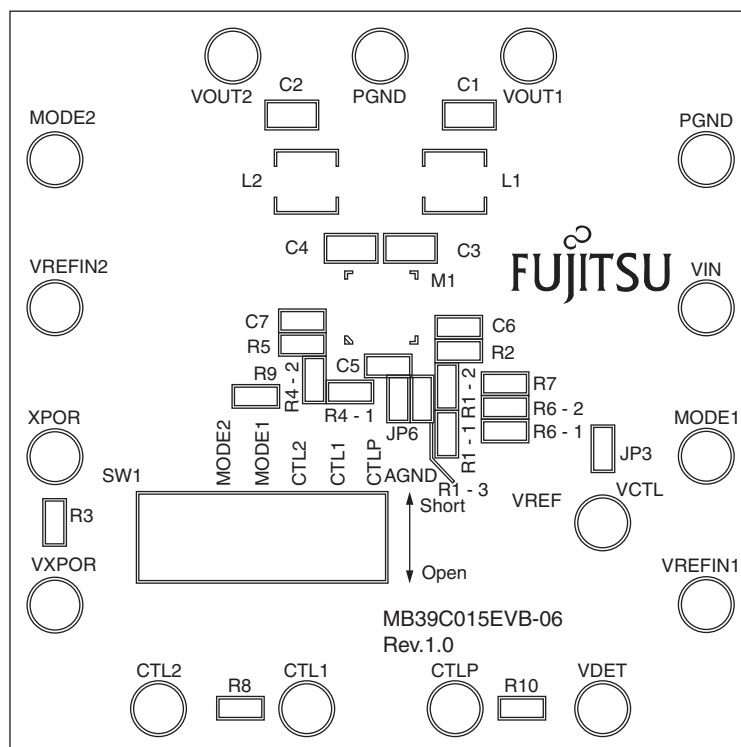 VOUT2
PGND
VOUT1
C2
C1
MODE2
PGND
L2
L1
C4
C3
VREFIN2
M1
FUJITSU
VIN
C7
C6
R5
R2
C5
R9
R4 - 2
R4 - 1
JP6
R1 - 2
R1 - 1
R7
R6 - 2
R6 - 1
XPOR
MODE1
JP3
SW1
MODE2
MODE1
CTL2
CTL1
CTLP
AGND
R1 - 3
Short
R3
VREF
VCTL
VXPOR
Open
VREFIN1
MB39C015EVB-06
Rev.1.0
CTL2
R8
CTL1
CTLP
R10
VDET